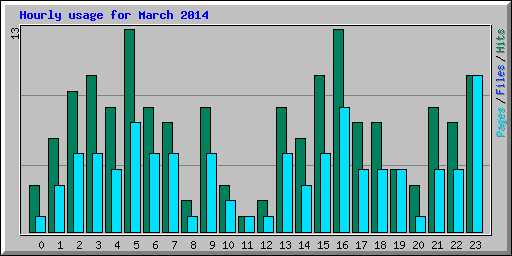 Hourly usage for March 2014
13
Pages/Files/Hits
0 1 2 3 4 5 6 7 8 9 10 11 12 13 14 15 16 17 18 19 20 21 22 23